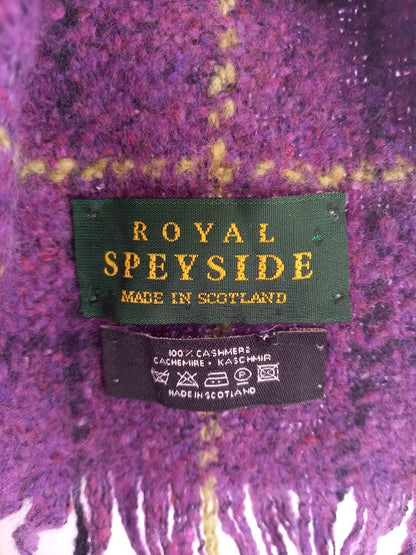 ROYAL
SPEYSIDE
MADE IN SCOTLAND
100% CASHMERE
CACHEMIRE • KASCHMIR
P
MADE IN SCOTLAND